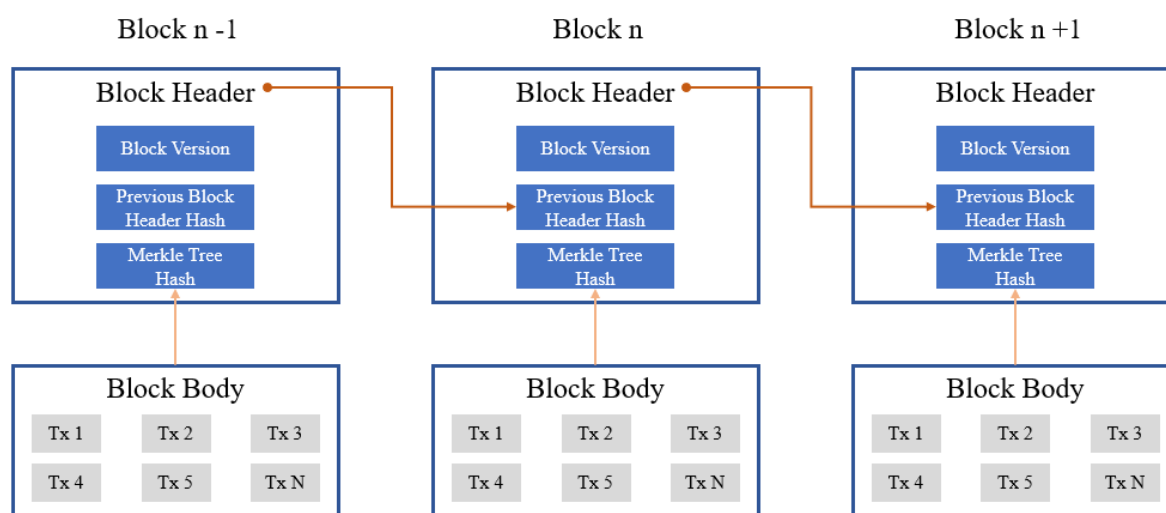 Block n -1
Block n
Block n +1
Block Header
Block Header
Block Header
Block Version
Block Version
Block Version
Previous Block
Header Hash
Previous Block
Header Hash
Previous Block
Header Hash
Merkle Tree
Hash
Merkle Tree
Hash
Merkle Tree
Hash
Block Body
Block Body
Block Body
Tx 1
Tx 2
Tx 3
Tx 1
Tx 2
Tx 3
Tx 1
Tx 2
Tx 3
Tx 4
Tx 5
Tx N
Tx 4
Tx 5
Tx N
Tx 4
Tx 5
Tx N